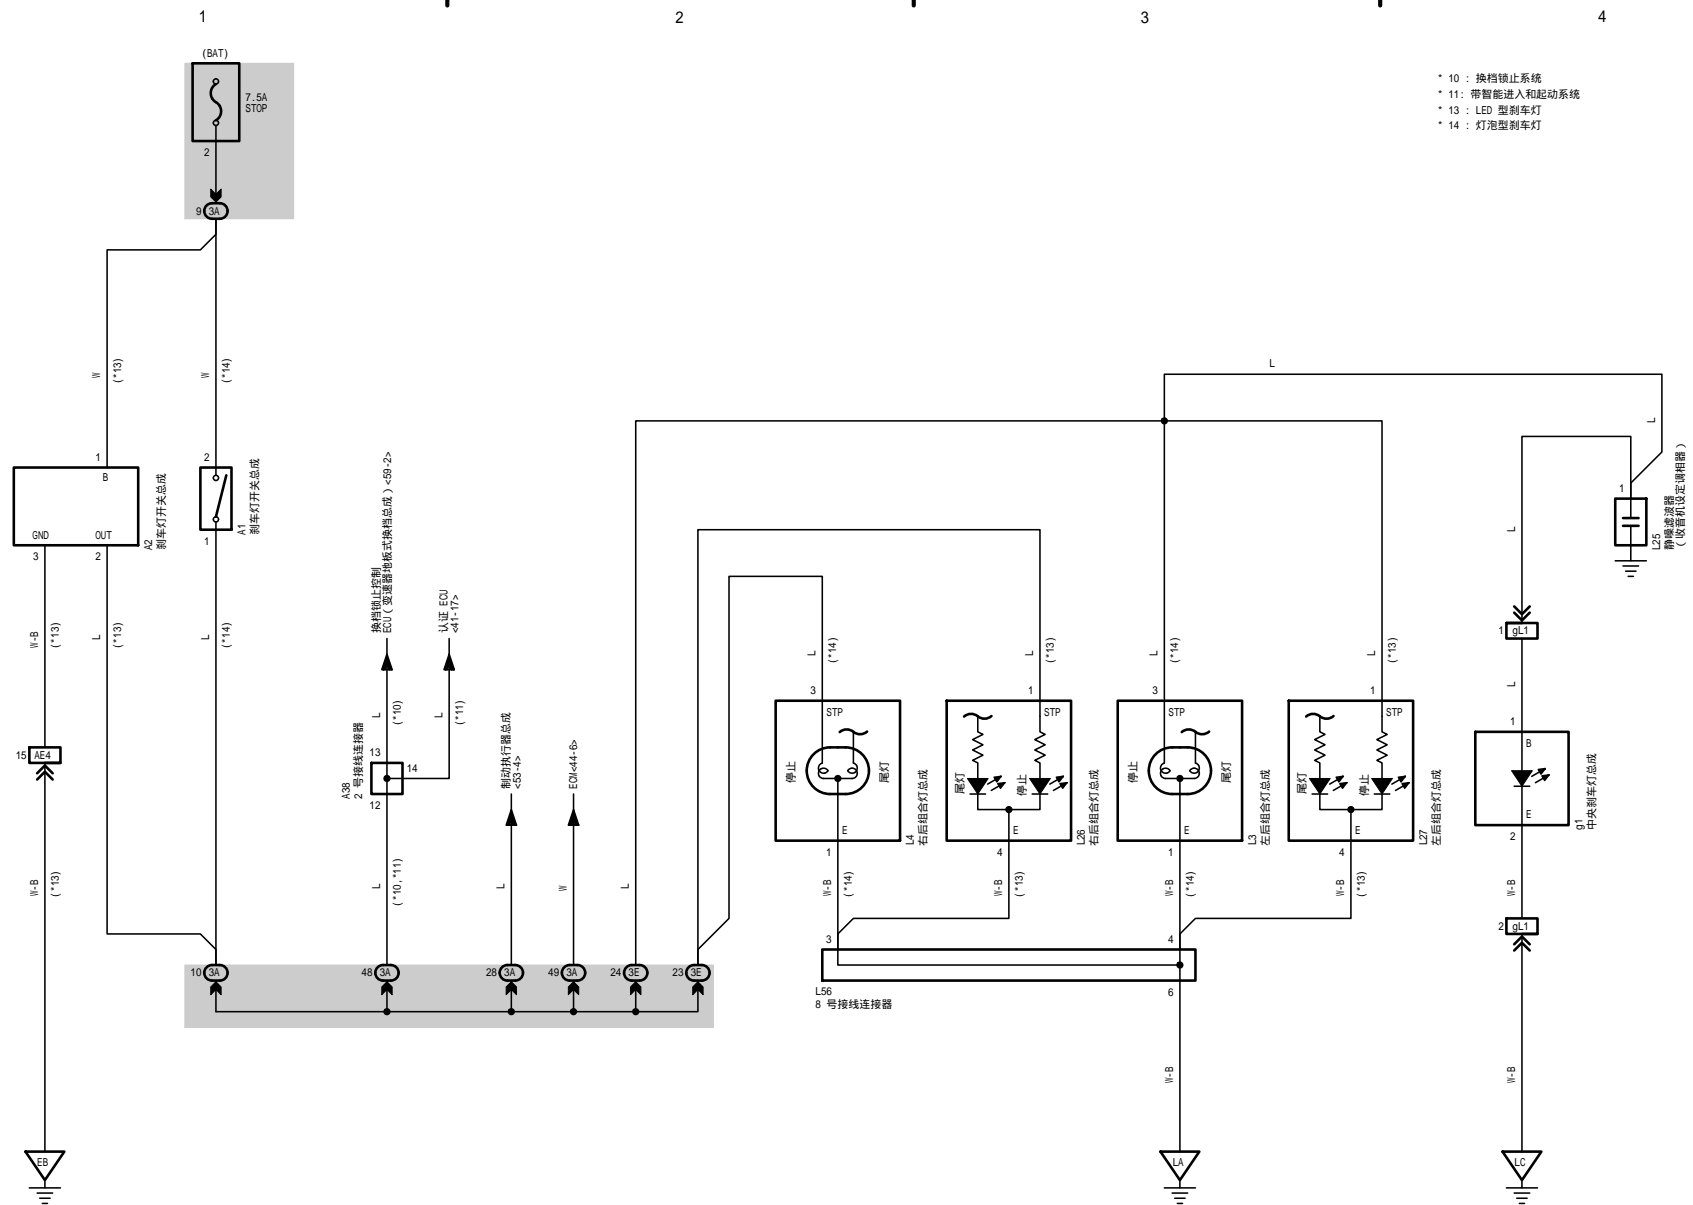 1
2
3
4
(BAT)
7.5A
STOP
2
9 3A
* 10 : 换档锁止系统
* 11: 带智能进入和起动系统
* 13 : LED 型刹车灯
* 14 : 灯泡型刹车灯
W
(*13)
W
(*14)
1
B
GND
OUT
3
2
A2
刹车灯开关总成
2
1
A1
刹车灯开关总成
W-B
(*13)
L
(*13)
L
(*14)
15 AE4
W-B
(*13)
EB
换档锁止控制
ECU（变速器地板式换档总成）<59-2>
认证 ECU
<41-17>
L
(*10)
L
(*11)
13
14
12
A38
2 号接线连接器
L
(*10,*11)
制动执行器总成
<53-4>
L
ECM<44-6>
W
L
10 3A
48 3A
28 3A
49 3A
24 3E
23 3E
L
(*14)
3
STP
停止
尾灯
E
1
L4
右后组合灯总成
W-B
(*14)
L
(*13)
1
STP
尾灯
停止
E
4
L26
右后组合灯总成
W-B
(*13)
L
(*14)
3
STP
停止
尾灯
E
1
L3
左后组合灯总成
W-B
(*14)
L
(*13)
1
STP
尾灯
停止
E
4
L27
左后组合灯总成
W-B
(*13)
3
4
6
L56
8 号接线连接器
W-B
LA
L
L
1
L25
静噪滤波器
（收音机设定调相器）
L
1 gL1
L
1
B
E
2
g1
中央刹车灯总成
W-B
2 gL1
W-B
LC